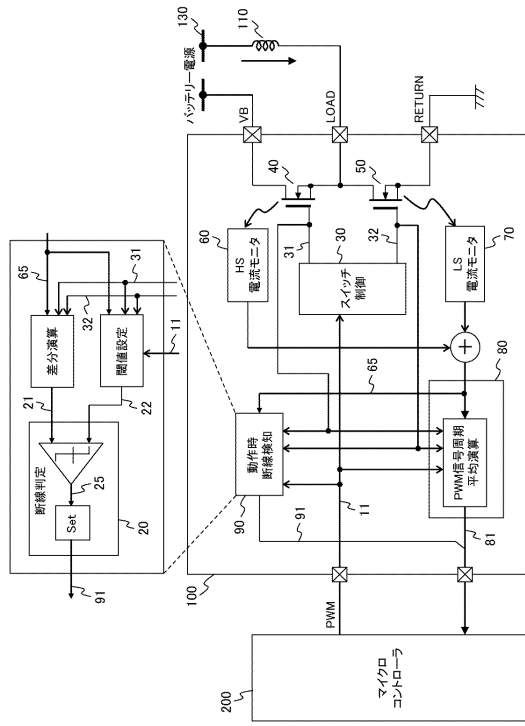 130
110
バッテリー電源
VB
LOAD
RETURN
40
50
60
HS
電流モニタ
31
30
スイッチ
制御
32
LS
電流モニタ
70
65
80
PWM信号周期
平均演算
81
動作時
断線検知
90
91
11
100
PWM
200
マイクロ
コントローラ
65
31
32
差分演算
閾値設定
11
21
22
断線判定
25
Set
20
91